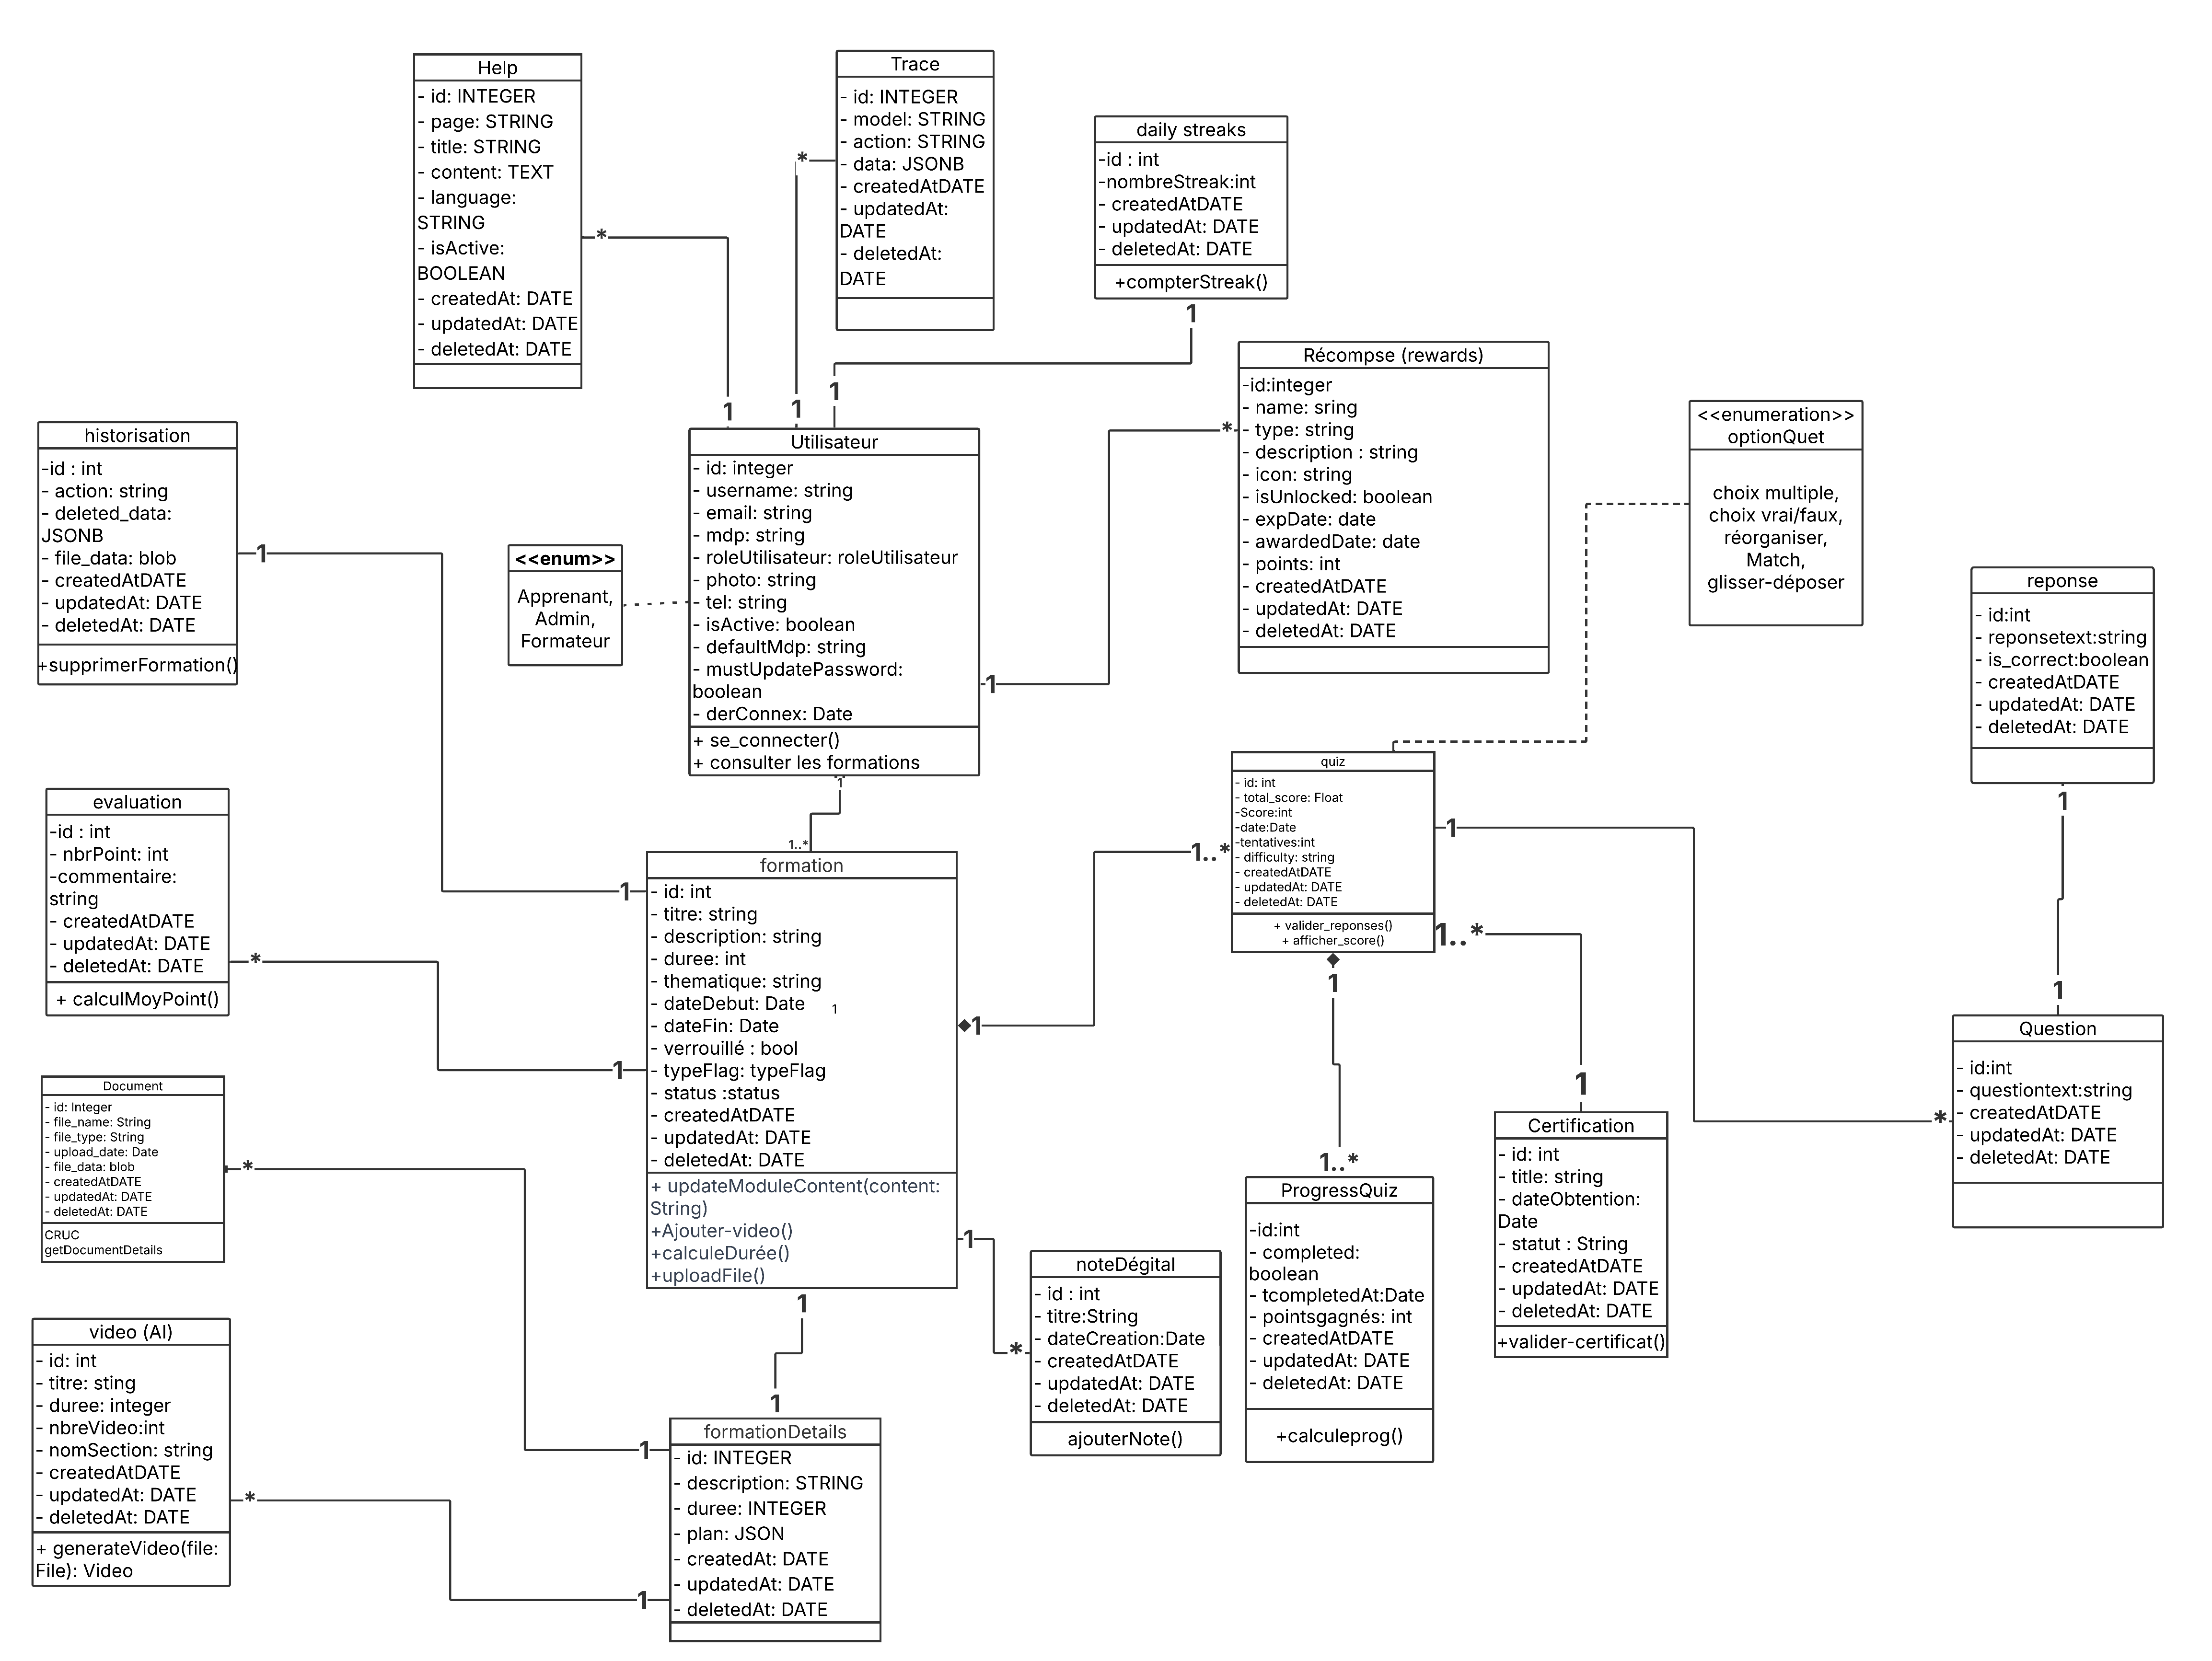 Help
- id: INTEGER
- page: STRING
- title: STRING
- content: TEXT
- language:
STRING
- isActive:
BOOLEAN
- createdAt: DATE
- updatedAt: DATE
- deletedAt: DATE
*
1
Trace
- id: INTEGER
- model: STRING
- action: STRING
- data: JSONB
- createdAtDATE
- updatedAt:
DATE
- deletedAt:
DATE
*
1
daily streaks
-id : int
-nombreStreak:int
- createdAtDATE
- updatedAt: DATE
- deletedAt: DATE
+compterStreak()
1
1
Récompse (rewards)
-id:integer
- name: sring
- type: string
- description : string
- icon: string
- isUnlocked: boolean
- expDate: date
- awardedDate: date
- points: int
- createdAtDATE
- updatedAt: DATE
- deletedAt: DATE
*
1
<<enumeration>>
optionQuet
choix multiple,
choix vrai/faux,
réorganiser,
Match,
glisser-déposer
historisation
-id : int
- action: string
- deleted_data:
JSONB
- file_data: blob
- createdAtDATE
- updatedAt: DATE
- deletedAt: DATE
+supprimerFormation()
1
1
<<enum>>
Apprenant,
Admin,
Formateur
Utilisateur
- id: integer
- username: string
- email: string
- mdp: string
- roleUtilisateur: roleUtilisateur
- photo: string
- tel: string
- isActive: boolean
- defaultMdp: string
- mustUpdatePassword:
boolean
- derConnex: Date
+ se_connecter()
+ consulter les formations
1
1..*
reponse
- id:int
- reponsetext:string
- is_correct:boolean
- createdAtDATE
- updatedAt: DATE
- deletedAt: DATE
1
1
quiz
- id: int
- total_score: Float
-Score:int
-date:Date
-tentatives:int
- difficulty: string
- createdAtDATE
- updatedAt: DATE
- deletedAt: DATE
+ valider_reponses()
+ afficher_score()
1
*
1..*
1
1..*
1
1
1..*
evaluation
-id : int
- nbrPoint: int
-commentaire:
string
- createdAtDATE
- updatedAt: DATE
- deletedAt: DATE
+ calculMoyPoint()
*
1
formation
- id: int
- titre: string
- description: string
- duree: int
- thematique: string
- dateDebut: Date
1
- dateFin: Date
- verrouillé : bool
- typeFlag: typeFlag
- status :status
- createdAtDATE
- updatedAt: DATE
- deletedAt: DATE
+ updateModuleContent(content:
String)
+Ajouter-video()
+calculeDurée()
+uploadFile()
1
*
1
1
Question
- id:int
- questiontext:string
- createdAtDATE
- updatedAt: DATE
- deletedAt: DATE
Document
- id: Integer
- file_name: String
- file_type: String
- upload_date: Date
- file_data: blob
- createdAtDATE
- updatedAt: DATE
- deletedAt: DATE
CRUC
getDocumentDetails
*
1
Certification
- id: int
- title: string
- dateObtention:
Date
- statut : String
- createdAtDATE
- updatedAt: DATE
- deletedAt: DATE
+valider-certificat()
ProgressQuiz
-id:int
- completed:
boolean
- tcompletedAt:Date
- pointsgagnés: int
- createdAtDATE
- updatedAt: DATE
- deletedAt: DATE
+calculeprog()
noteDégital
- id : int
- titre:String
- dateCreation:Date
- createdAtDATE
- updatedAt: DATE
- deletedAt: DATE
ajouterNote()
video (AI)
- id: int
- titre: sting
- duree: integer
- nbreVideo:int
- nomSection: string
- createdAtDATE
- updatedAt: DATE
- deletedAt: DATE
+ generateVideo(file:
File): Video
*
1
formationDetails
- id: INTEGER
- description: STRING
- duree: INTEGER
- plan: JSON
- createdAt: DATE
- updatedAt: DATE
- deletedAt: DATE